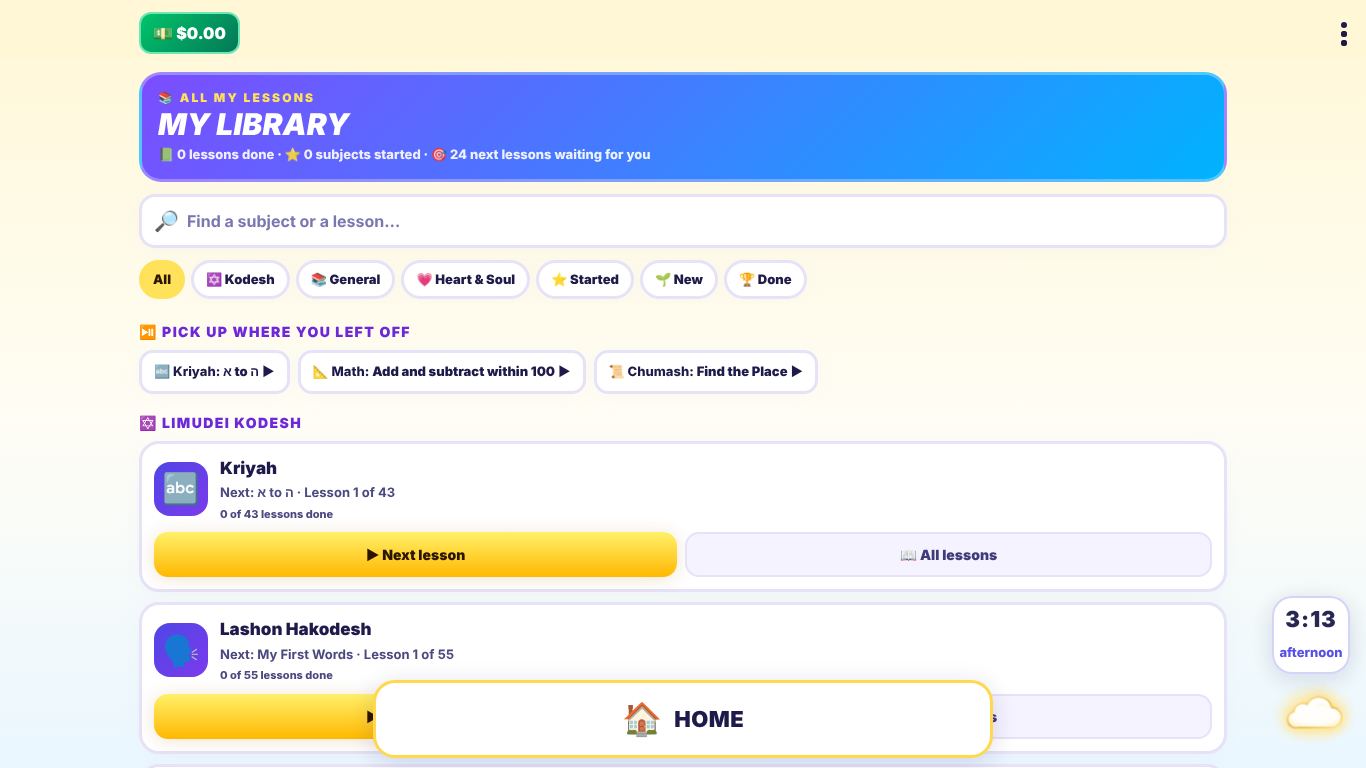 $0.00
ALL MY LESSONS
MY LIBRARY
0 lessons done · 0 subjects started · 24 next lessons waiting for you
Find a subject or a lesson...
All
Kodesh
General
Heart & Soul
Started
New
Done
PICK UP WHERE YOU LEFT OFF
Kriyah: א to ה ▶
Math: Add and subtract within 100 ▶
Chumash: Find the Place ▶
LIMUDEI KODESH
abc
Kriyah
Next: א to ה · Lesson 1 of 43
0 of 43 lessons done
▶ Next lesson
All lessons
Lashon Hakodesh
Next: My First Words · Lesson 1 of 55
0 of 55 lessons done
HOME
3:13
afternoon